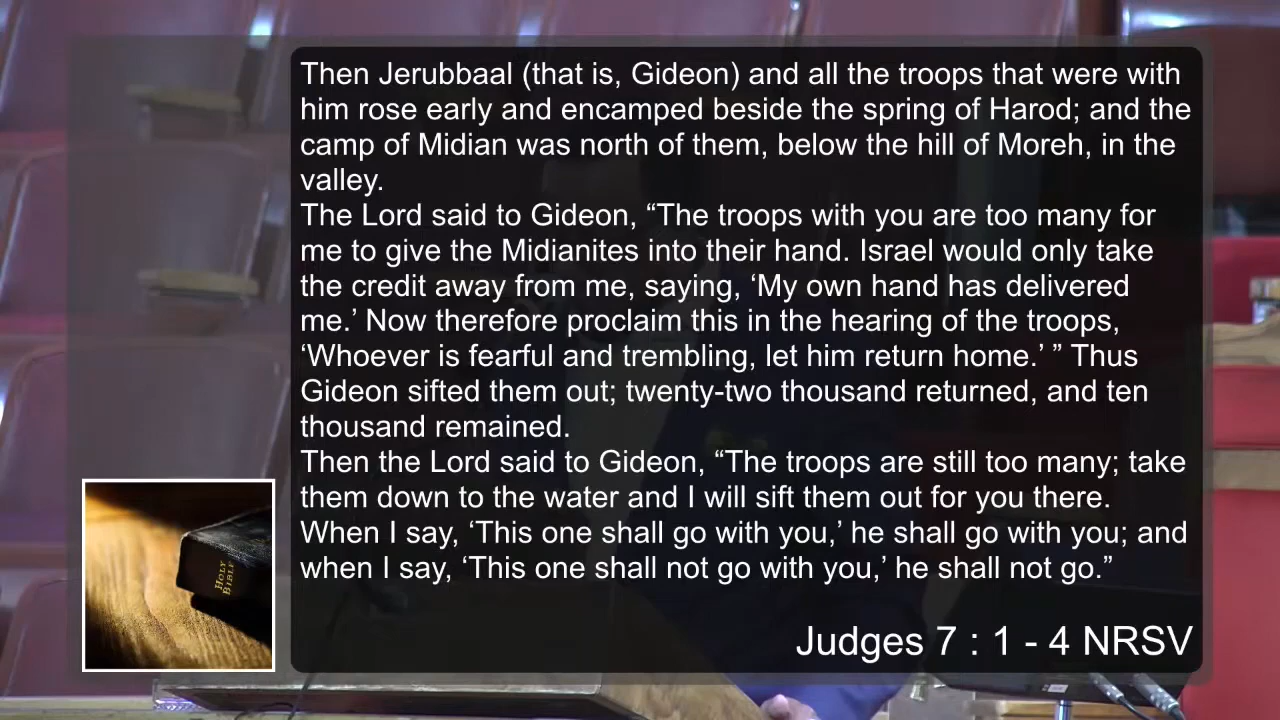 Then Jerubbaal (that is, Gideon) and all the troops that were with
him rose early and encamped beside the spring of Harod; and the
camp of Midian was north of them, below the hill of Moreh, in the
valley.
The Lord said to Gideon, “The troops with you are too many for
me to give the Midianites into their hand. Israel would only take
the credit away from me, saying, ‘My own hand has delivered
me.’ Now therefore proclaim this in the hearing of the troops,
‘Whoever is fearful and trembling, let him return home.’ ” Thus
Gideon sifted them out; twenty-two thousand returned, and ten
thousand remained.
Then the Lord said to Gideon, “The troops are still too many; take
them down to the water and I will sift them out for you there.
When I say, ‘This one shall go with you,’ he shall go with you; and
when I say, ‘This one shall not go with you,’ he shall not go.”
HOLY
BIBLE
Judges 7 : 1 - 4 NRSV